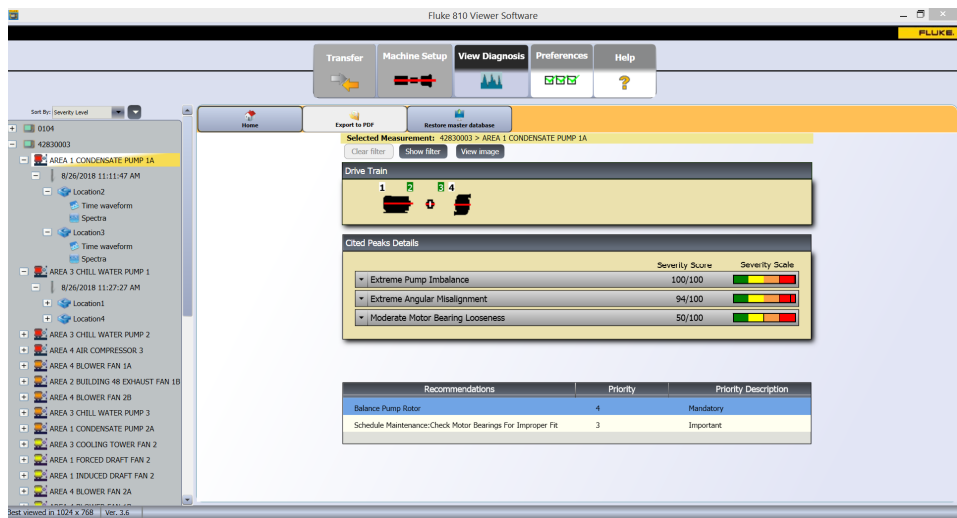 Fluke 810 Viewer Software
FLUKE.
Transfer
Machine Setup
View Diagnosis
Preferences
Help
Sort By: Severity Level
Home
Export to PDF
Restore master database
0104
42830003
AREA 1 CONDENSATE PUMP 1A
8/26/2018 11:11:47 AM
Location2
Time waveform
Spectra
Location3
Time waveform
Spectra
AREA 3 CHILL WATER PUMP 1
8/26/2018 11:27:27 AM
Location1
Location4
AREA 3 CHILL WATER PUMP 2
AREA 4 AIR COMPRESSOR 3
AREA 4 BLOWER FAN 1A
AREA 2 BUILDING 48 EXHAUST FAN 1B
AREA 4 BLOWER FAN 2B
AREA 3 CHILL WATER PUMP 3
AREA 1 CONDENSATE PUMP 2A
AREA 3 COOLING TOWER FAN 2
AREA 1 FORCED DRAFT FAN 2
AREA 1 INDUCED DRAFT FAN 2
AREA 4 BLOWER FAN 2A
Selected Measurement: 42830003 > AREA 1 CONDENSATE PUMP 1A
Clear filter Show filter View image
Drive Train
1 2 3 4
Cited Peaks Details
Severity Score Severity Scale
Extreme Pump Imbalance 100/100
Extreme Angular Misalignment 94/100
Moderate Motor Bearing Looseness 50/100
Recommendations Priority Priority Description
Balance Pump Rotor 4 Mandatory
Schedule Maintenance:Check Motor Bearings For Improper Fit 3 Important
Best viewed in 1024 x 768 Ver. 3.6